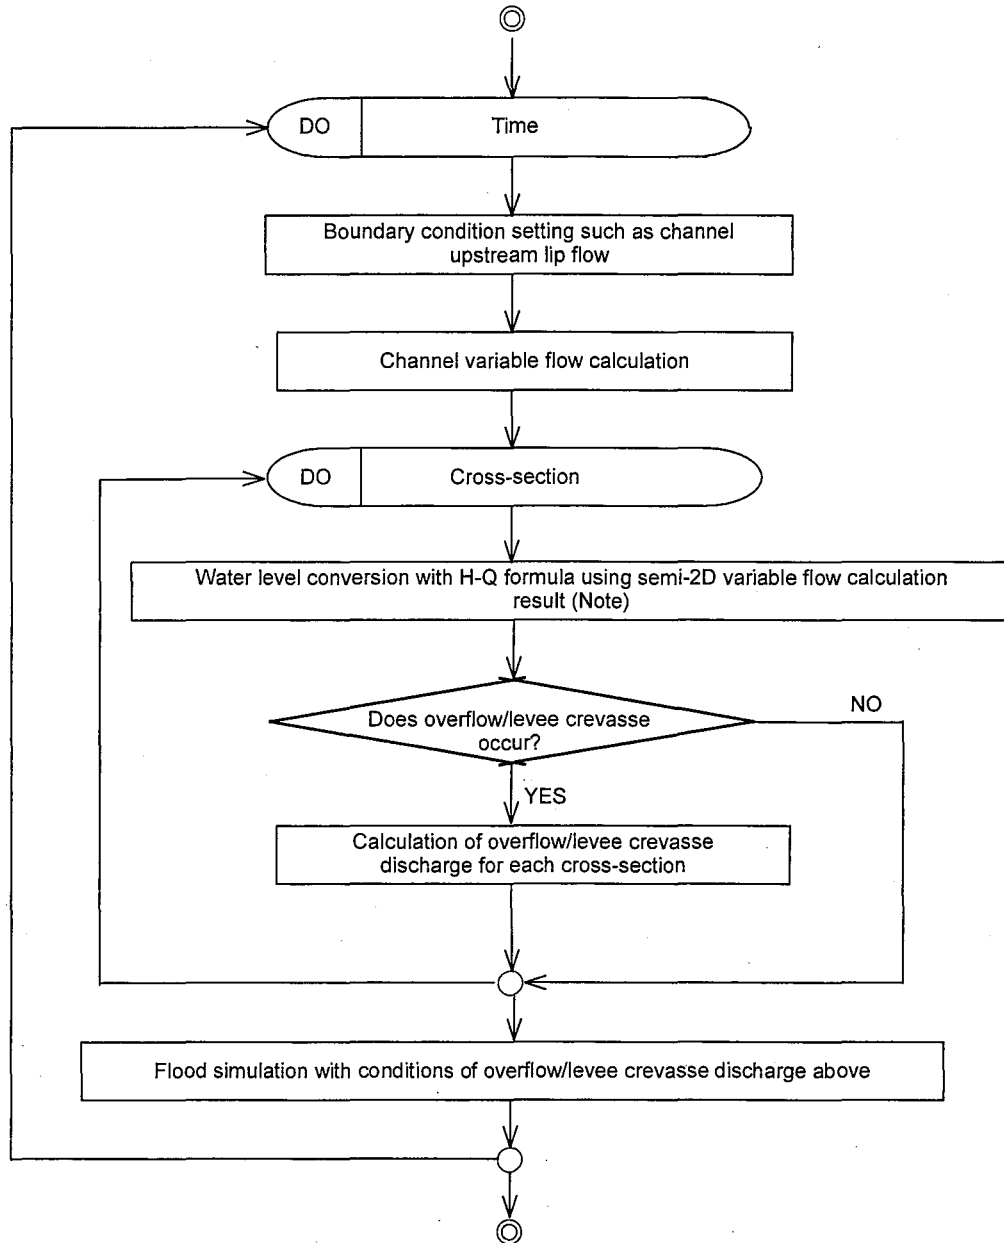 DO
Time
Boundary condition setting such as channel
upstream lip flow
Channel variable flow calculation
DO
Cross-section
Water level conversion with H-Q formula using semi-2D variable flow calculation
result (Note)
Does overflow/levee crevasse
occur?
NO
YES
Calculation of overflow/levee crevasse
discharge for each cross-section
Flood simulation with conditions of overflow/levee crevasse discharge above